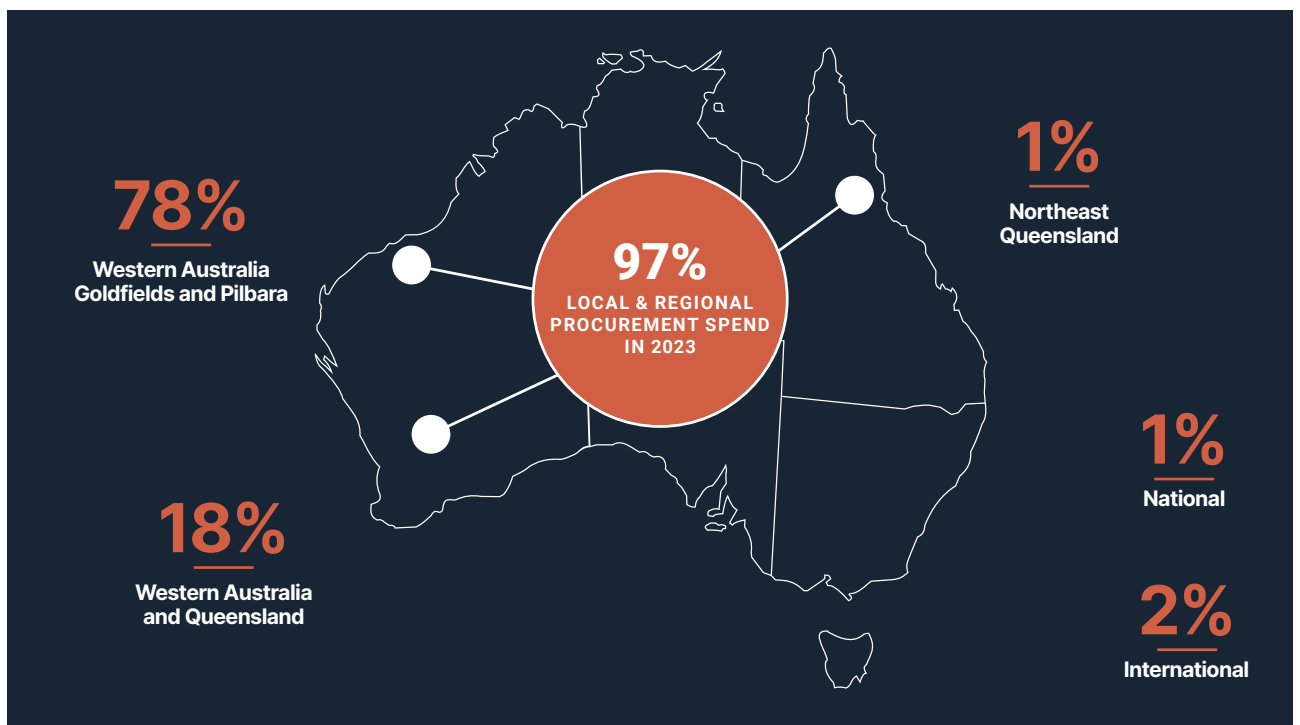 78%
Western Australia
Goldfields and Pilbara
18%
Western Australia
and Queensland
97%
LOCAL & REGIONAL
PROCUREMENT SPEND
IN 2023
1%
Northeast
Queensland
1%
National
2%
International